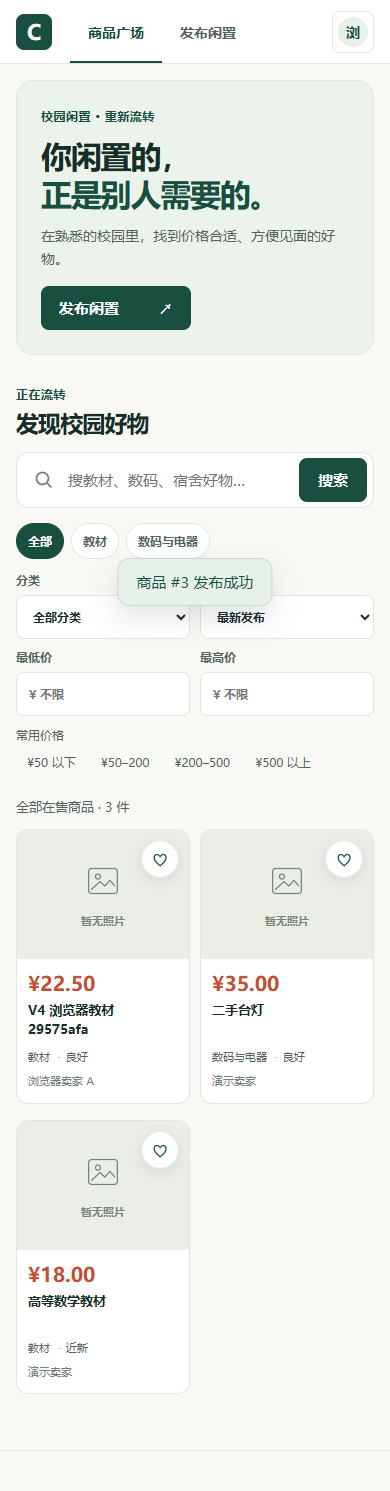 C
商品广场
发布闲置
浏
校园闲置 • 重新流转
你闲置的，
正是别人需要的。
在熟悉的校园里，找到价格合适、方便见面的好
物。
发布闲置 ↗
正在流转
发现校园好物
搜教材、数码、宿舍好物...
搜索
全部
教材
数码与电器
商品 #3 发布成功
分类
全部分类
最新发布
最低价
最高价
¥ 不限
¥ 不限
常用价格
¥50 以下
¥50–200
¥200–500
¥500 以上
全部在售商品 · 3 件
暂无照片
¥22.50
V4 浏览器教材
29575afa
教材 · 良好
浏览器卖家 A
暂无照片
¥35.00
二手台灯
数码与电器 · 良好
演示卖家
暂无照片
¥18.00
高等数学教材
教材 · 近新
演示卖家